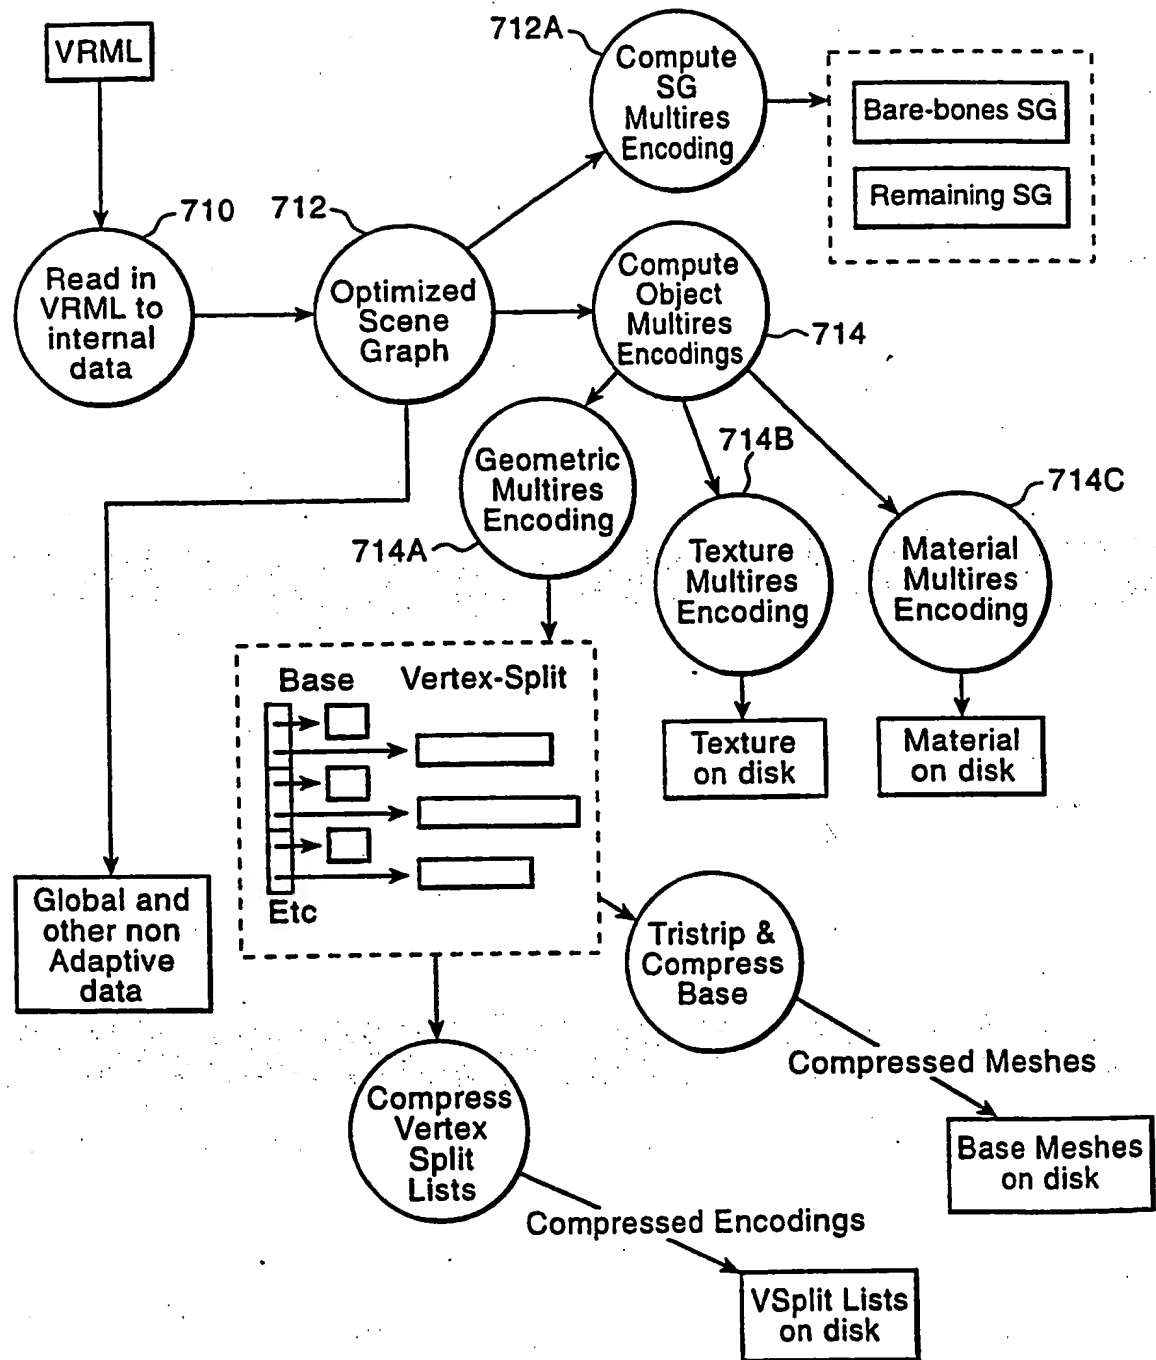 VRML
712A
Compute
SG
Multires
Encoding
Bare-bones SG
Remaining SG
710
Read in
VRML to
internal
data
712
Optimized
Scene
Graph
Compute
Object
Multires
Encodings
714
Geometric
Multires
Encoding
714A
714B
Texture
Multires
Encoding
714C
Material
Multires
Encoding
Base
Vertex-Split
Etc
Texture
on disk
Material
on disk
Global and
other non
Adaptive
data
Tristrip &
Compress
Base
Compressed Meshes
Base Meshes
on disk
Compress
Vertex
Split
Lists
Compressed Encodings
VSplit Lists
on disk